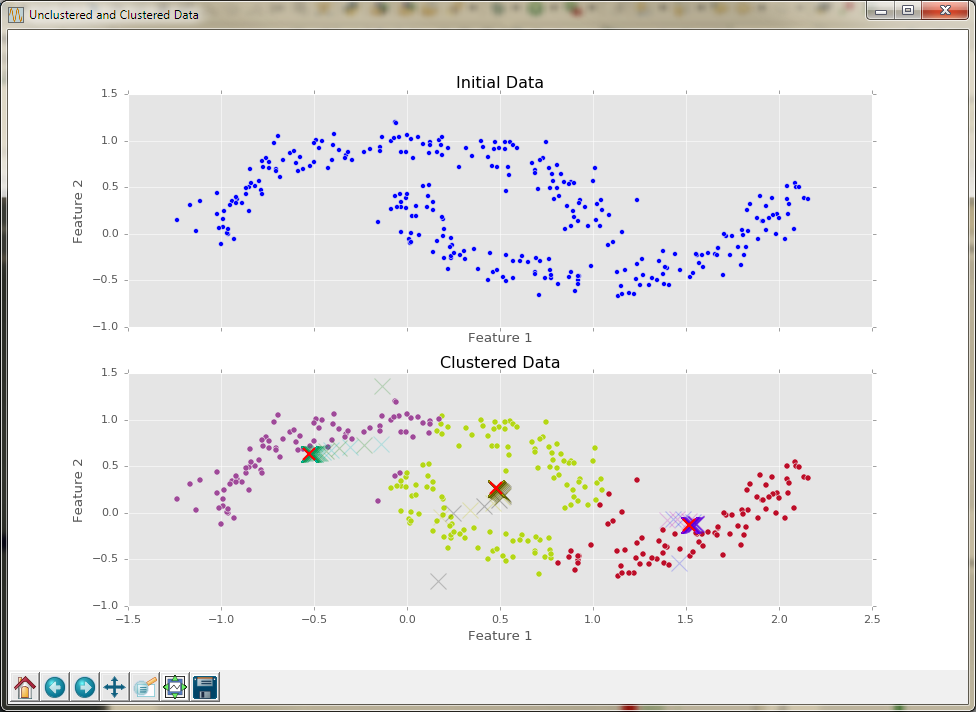 Unclustered and Clustered Data
Initial Data
1.5
1.0
0.5
0.0
−0.5
−1.0
Feature 2
Feature 1
Clustered Data
1.5
1.0
0.5
0.0
−0.5
−1.0
Feature 2
−1.5 −1.0 −0.5 0.0 0.5 1.0 1.5 2.0 2.5
Feature 1